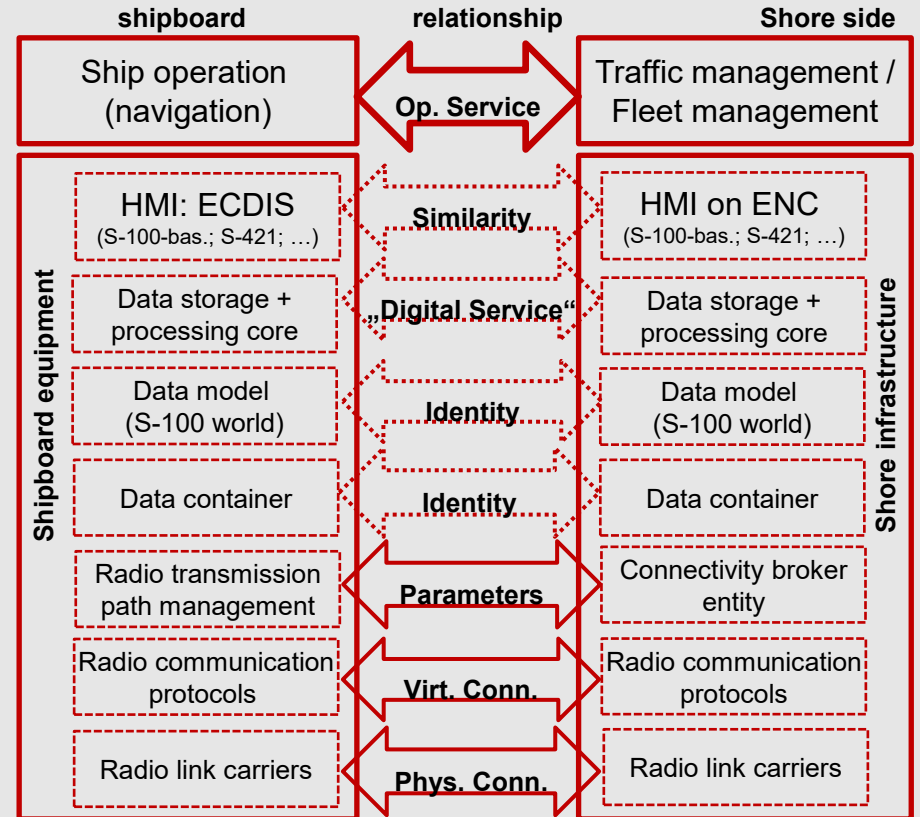 shipboard
relationship
Shore side
Ship operation
(navigation)
Op. Service
Traffic management /
Fleet management
Shipboard equipment
Shore infrastructure
HMI: ECDIS
(S-100-bas.; S-421; …)
Similarity
HMI on ENC
(S-100-bas.; S-421; …)
Data storage +
processing core
„Digital Service“
Data storage +
processing core
Data model
(S-100 world)
Identity
Data model
(S-100 world)
Data container
Identity
Data container
Radio transmission
path management
Parameters
Connectivity broker
entity
Radio communication
protocols
Virt. Conn.
Radio communication
protocols
Radio link carriers
Phys. Conn.
Radio link carriers